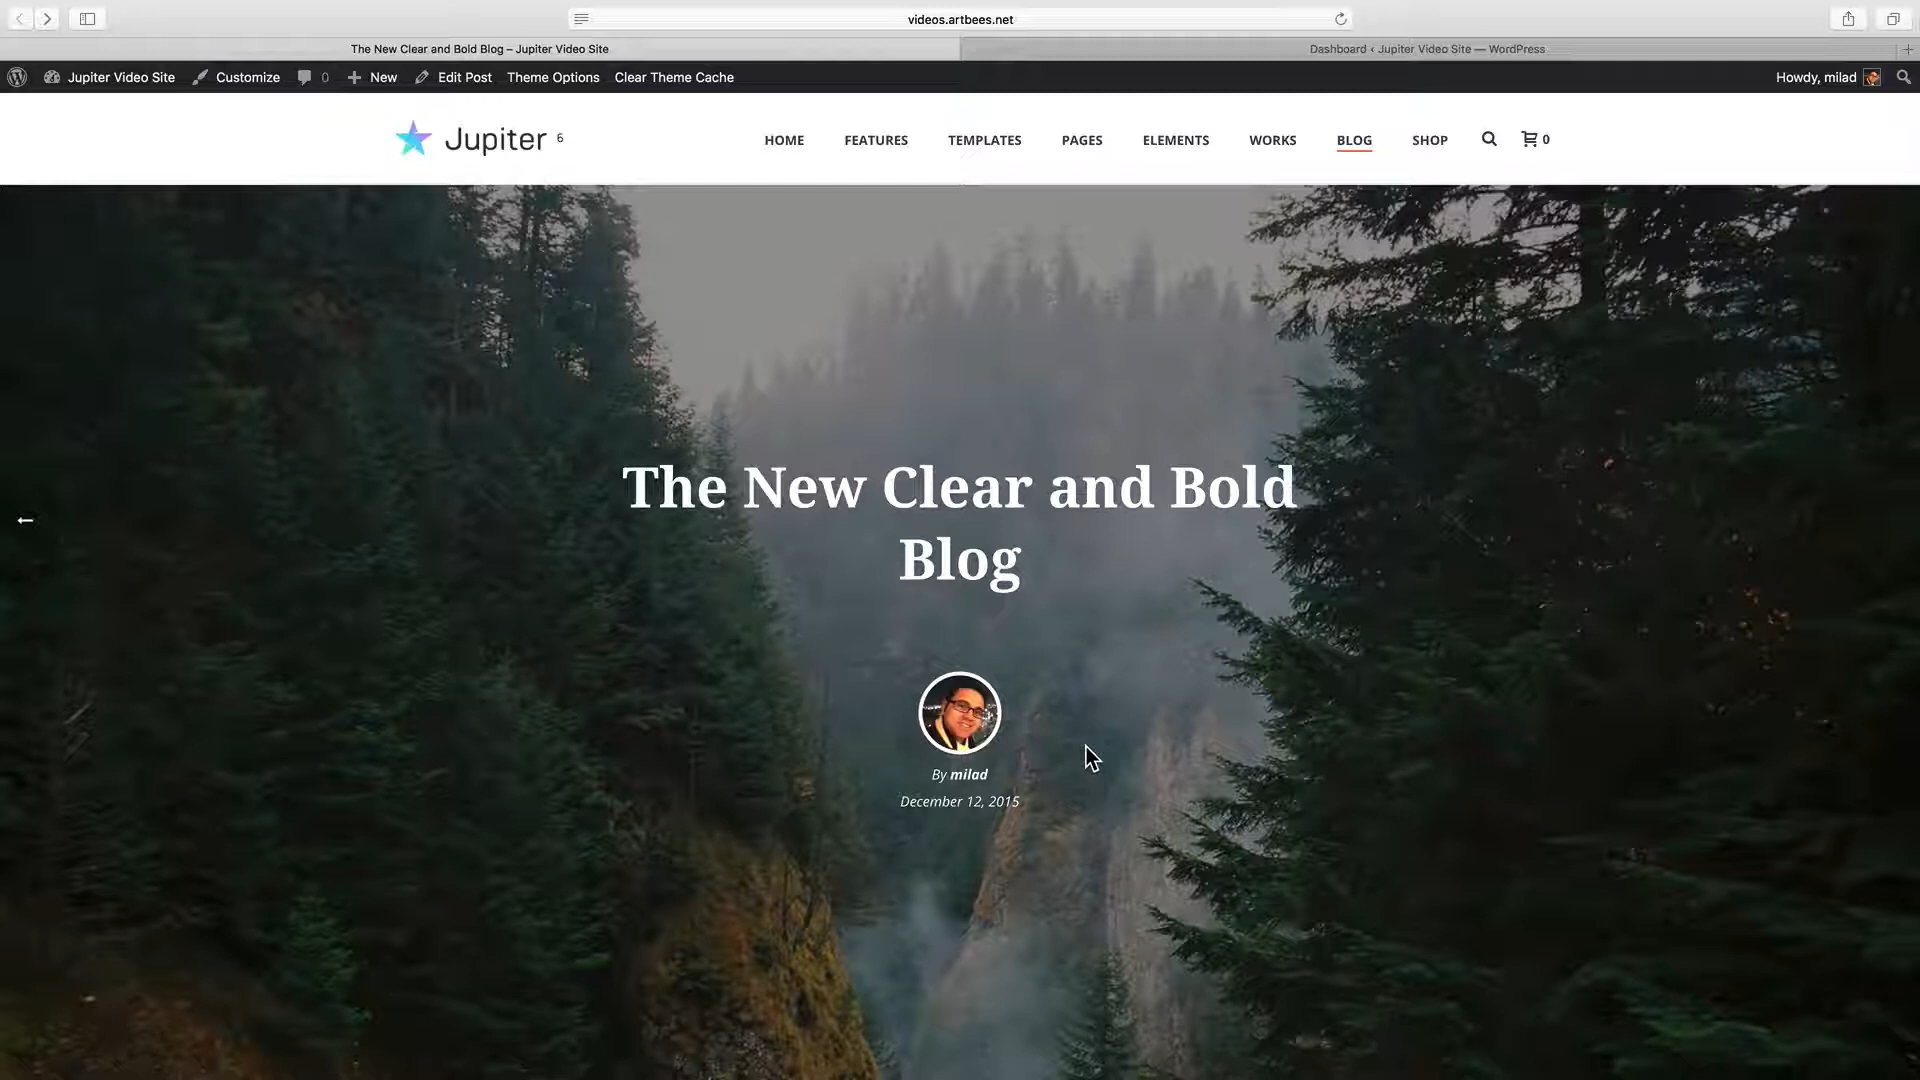 videos.artbees.net
The New Clear and Bold Blog – Jupiter Video Site
Dashboard ‹ Jupiter Video Site — WordPress
Jupiter Video Site
Customize
0
New
Edit Post
Theme Options
Clear Theme Cache
Howdy, milad
Jupiter 6
HOME
FEATURES
TEMPLATES
PAGES
ELEMENTS
WORKS
BLOG
SHOP
0
The New Clear and Bold
Blog
By milad
December 12, 2015